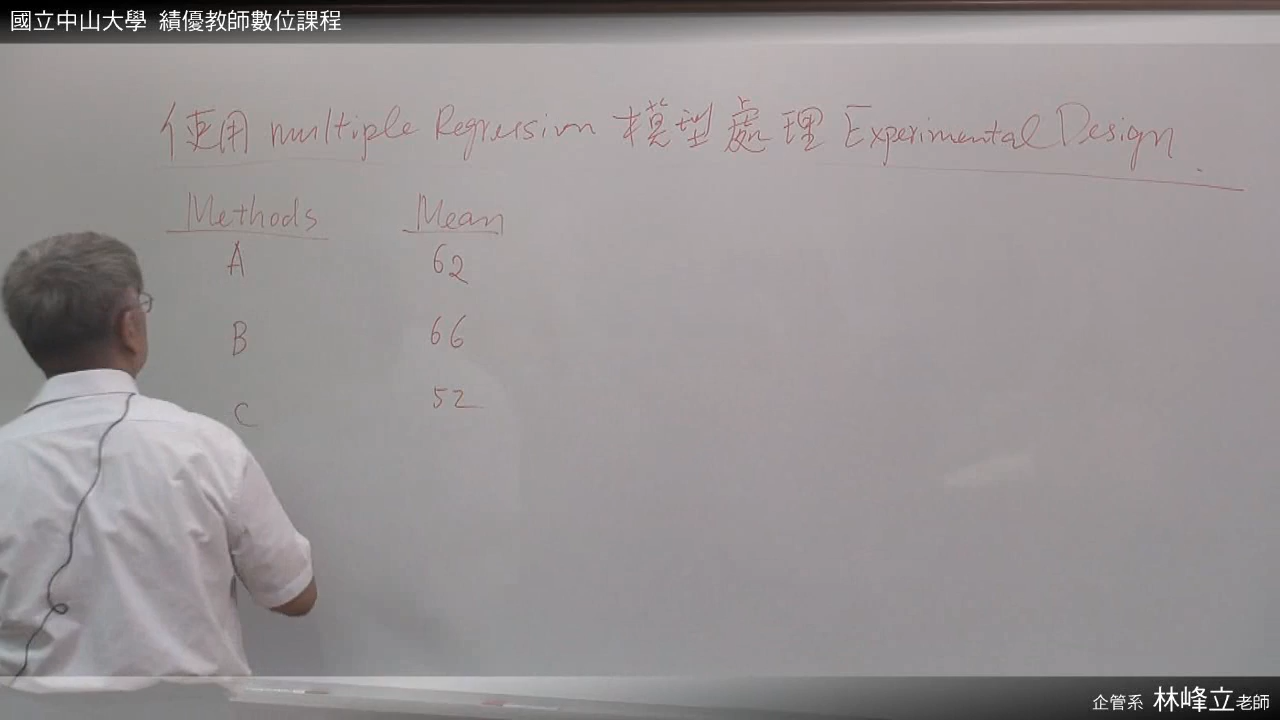 國立中山大學 績優教師數位課程
使用 multiple Regression 模型處理 Experimental Design.
Methods Mean
A 62
B 66
C 52
企管系 林峰立老師